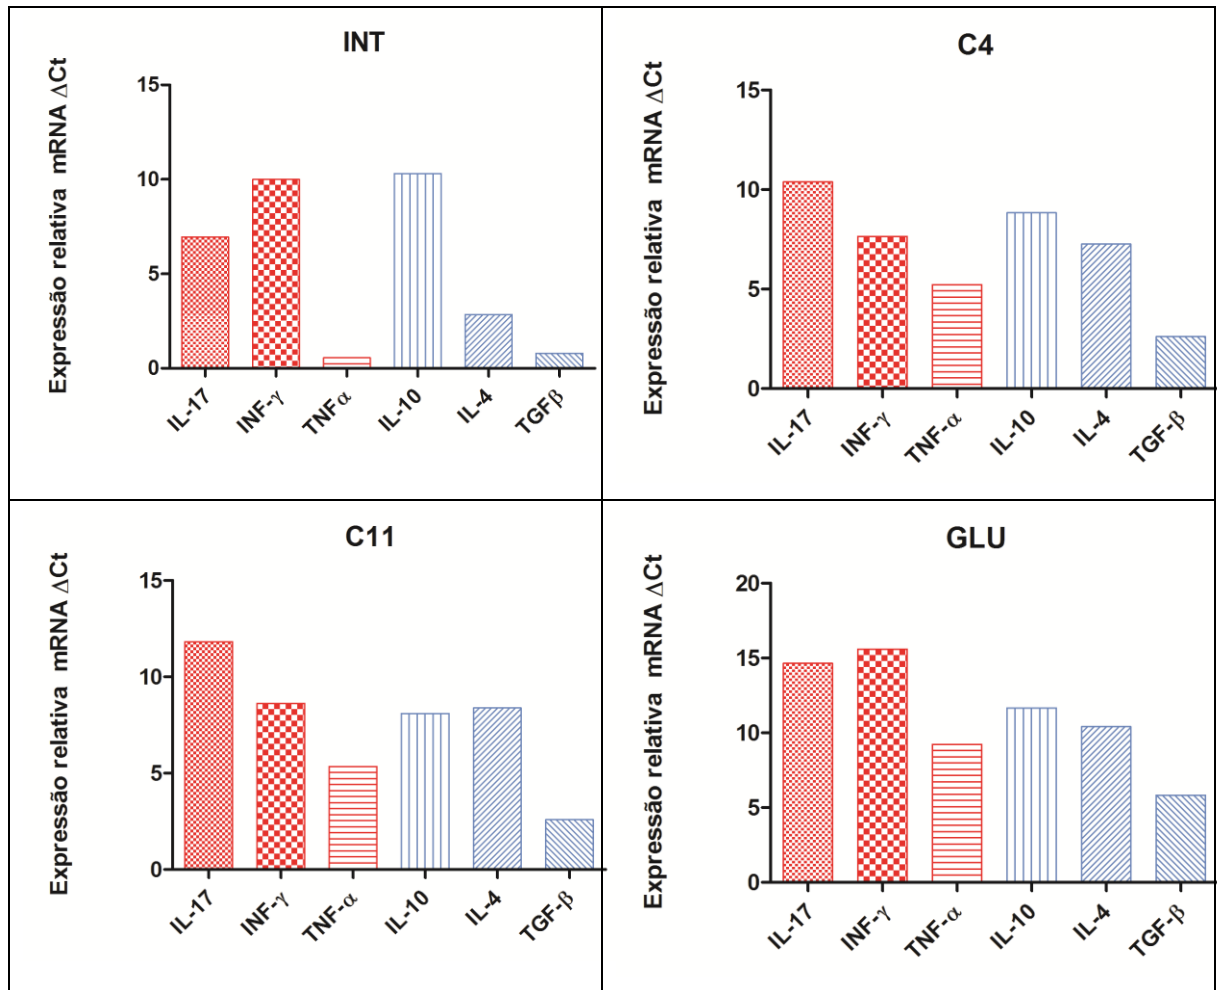 INT
Expressão relativa mRNA ΔCt
15
10
5
0
IL-17
INF-γ
TNFα
IL-10
IL-4
TGFβ
C4
Expressão relativa mRNA ΔCt
15
10
5
0
IL-17
INF-γ
TNF-α
IL-10
IL-4
TGF-β
C11
Expressão relativa mRNA ΔCt
15
10
5
0
IL-17
INF-γ
TNF-α
IL-10
IL-4
TGF-β
GLU
Expressão relativa mRNA ΔCt
20
15
10
5
0
IL-17
INF-γ
TNF-α
IL-10
IL-4
TGF-β